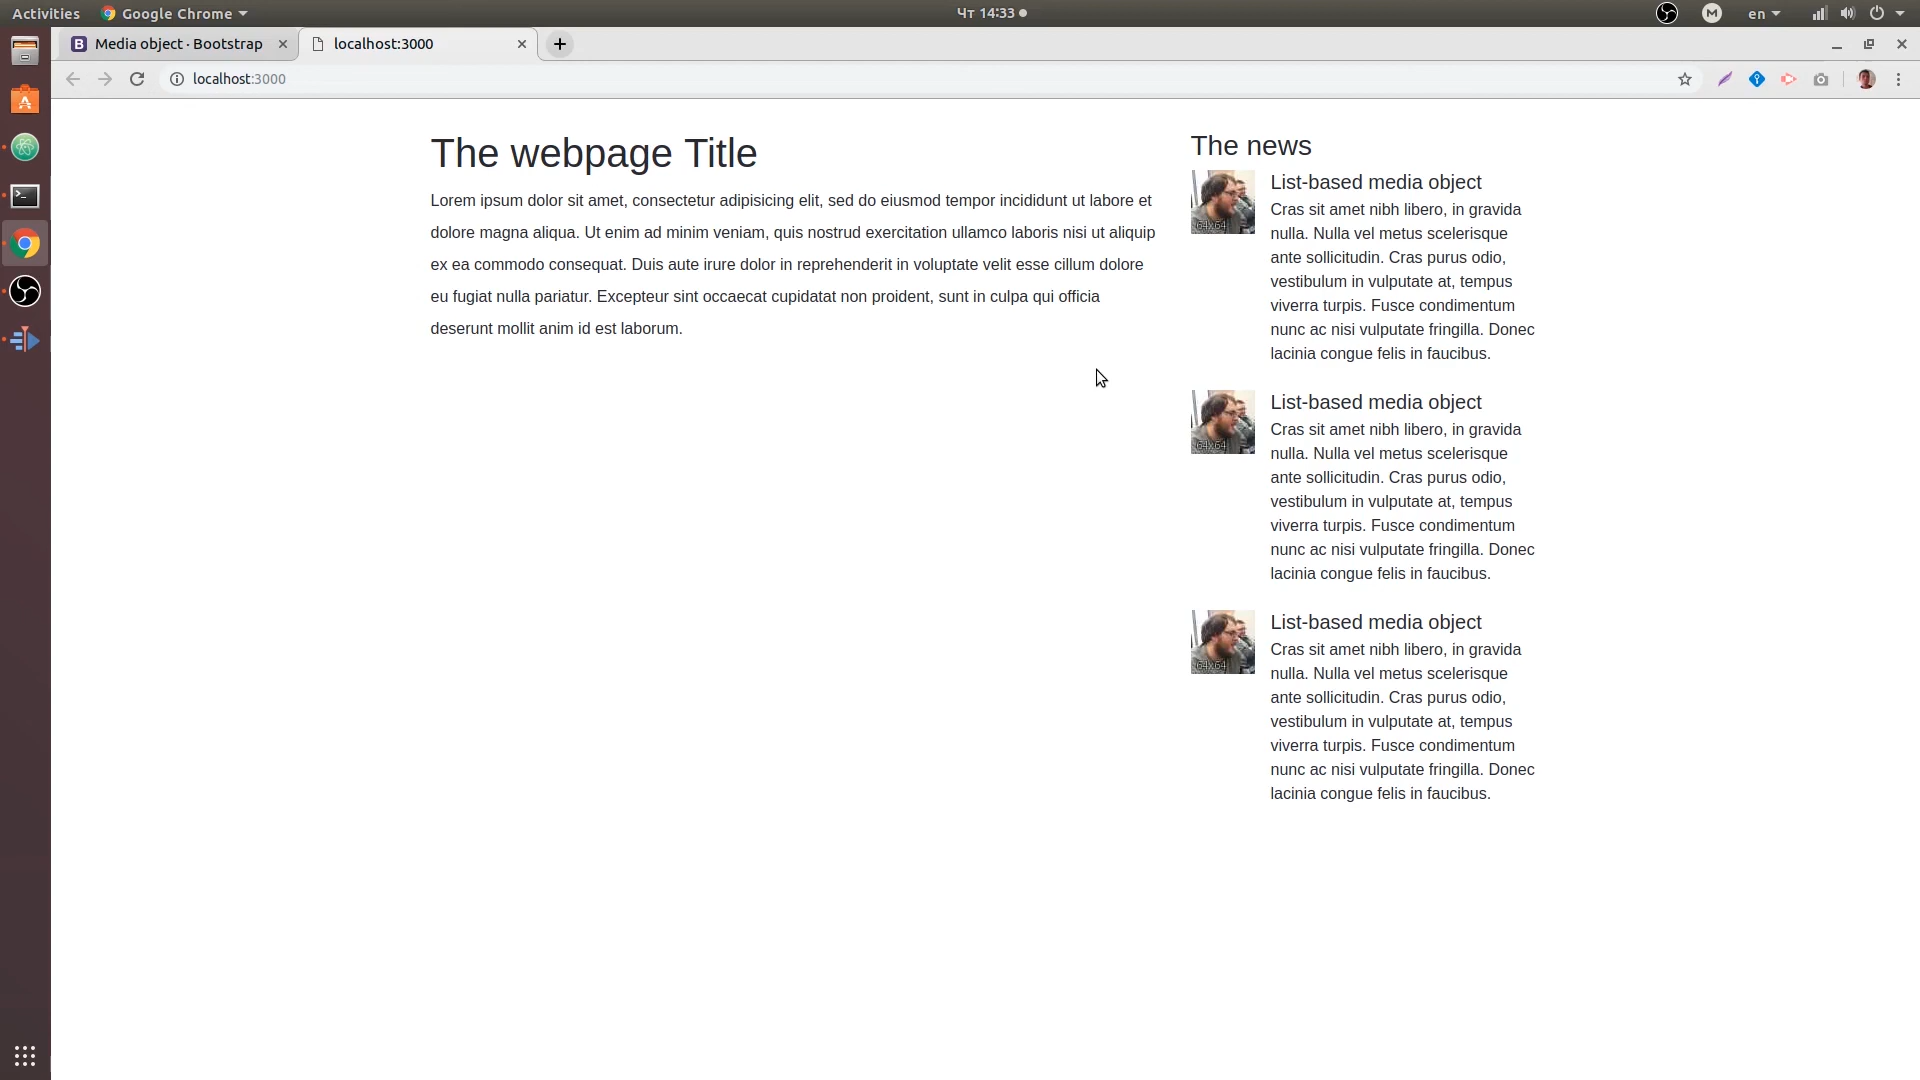 Activities
Google Chrome
Чт 14:33
M
en
B
Media object · Bootstrap
localhost:3000
localhost:3000
The webpage Title
Lorem ipsum dolor sit amet, consectetur adipisicing elit, sed do eiusmod tempor incididunt ut labore et
dolore magna aliqua. Ut enim ad minim veniam, quis nostrud exercitation ullamco laboris nisi ut aliquip
ex ea commodo consequat. Duis aute irure dolor in reprehenderit in voluptate velit esse cillum dolore
eu fugiat nulla pariatur. Excepteur sint occaecat cupidatat non proident, sunt in culpa qui officia
deserunt mollit anim id est laborum.
The news
64x64
List-based media object
Cras sit amet nibh libero, in gravida
nulla. Nulla vel metus scelerisque
ante sollicitudin. Cras purus odio,
vestibulum in vulputate at, tempus
viverra turpis. Fusce condimentum
nunc ac nisi vulputate fringilla. Donec
lacinia congue felis in faucibus.
64x64
List-based media object
Cras sit amet nibh libero, in gravida
nulla. Nulla vel metus scelerisque
ante sollicitudin. Cras purus odio,
vestibulum in vulputate at, tempus
viverra turpis. Fusce condimentum
nunc ac nisi vulputate fringilla. Donec
lacinia congue felis in faucibus.
64x64
List-based media object
Cras sit amet nibh libero, in gravida
nulla. Nulla vel metus scelerisque
ante sollicitudin. Cras purus odio,
vestibulum in vulputate at, tempus
viverra turpis. Fusce condimentum
nunc ac nisi vulputate fringilla. Donec
lacinia congue felis in faucibus.